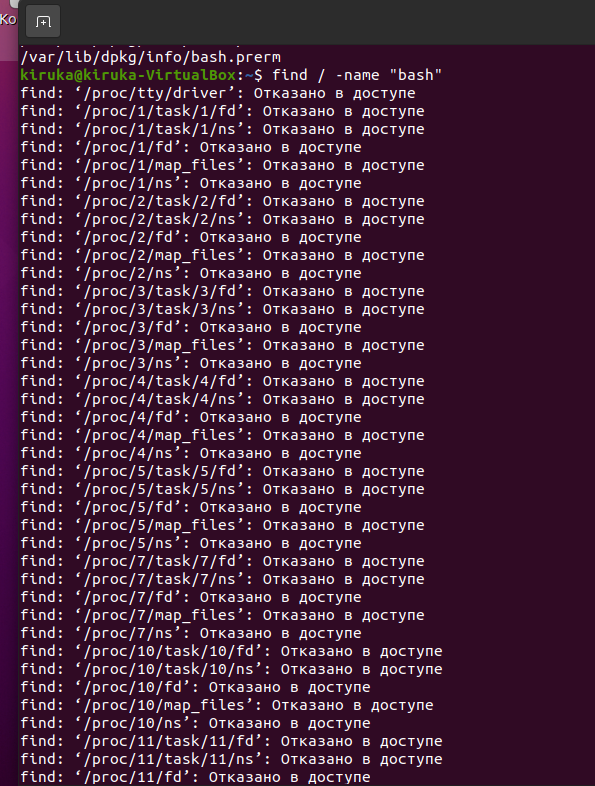 Ko
/var/lib/dpkg/info/bash.prerm
kiruka@kiruka-VirtualBox:~$ find / -name "bash"
find: ‘/proc/tty/driver’: Отказано в доступе
find: ‘/proc/1/task/1/fd’: Отказано в доступе
find: ‘/proc/1/task/1/ns’: Отказано в доступе
find: ‘/proc/1/fd’: Отказано в доступе
find: ‘/proc/1/map_files’: Отказано в доступе
find: ‘/proc/1/ns’: Отказано в доступе
find: ‘/proc/2/task/2/fd’: Отказано в доступе
find: ‘/proc/2/task/2/ns’: Отказано в доступе
find: ‘/proc/2/fd’: Отказано в доступе
find: ‘/proc/2/map_files’: Отказано в доступе
find: ‘/proc/2/ns’: Отказано в доступе
find: ‘/proc/3/task/3/fd’: Отказано в доступе
find: ‘/proc/3/task/3/ns’: Отказано в доступе
find: ‘/proc/3/fd’: Отказано в доступе
find: ‘/proc/3/map_files’: Отказано в доступе
find: ‘/proc/3/ns’: Отказано в доступе
find: ‘/proc/4/task/4/fd’: Отказано в доступе
find: ‘/proc/4/task/4/ns’: Отказано в доступе
find: ‘/proc/4/fd’: Отказано в доступе
find: ‘/proc/4/map_files’: Отказано в доступе
find: ‘/proc/4/ns’: Отказано в доступе
find: ‘/proc/5/task/5/fd’: Отказано в доступе
find: ‘/proc/5/task/5/ns’: Отказано в доступе
find: ‘/proc/5/fd’: Отказано в доступе
find: ‘/proc/5/map_files’: Отказано в доступе
find: ‘/proc/5/ns’: Отказано в доступе
find: ‘/proc/7/task/7/fd’: Отказано в доступе
find: ‘/proc/7/task/7/ns’: Отказано в доступе
find: ‘/proc/7/fd’: Отказано в доступе
find: ‘/proc/7/map_files’: Отказано в доступе
find: ‘/proc/7/ns’: Отказано в доступе
find: ‘/proc/10/task/10/fd’: Отказано в доступе
find: ‘/proc/10/task/10/ns’: Отказано в доступе
find: ‘/proc/10/fd’: Отказано в доступе
find: ‘/proc/10/map_files’: Отказано в доступе
find: ‘/proc/10/ns’: Отказано в доступе
find: ‘/proc/11/task/11/fd’: Отказано в доступе
find: ‘/proc/11/task/11/ns’: Отказано в доступе
find: ‘/proc/11/fd’: Отказано в доступе